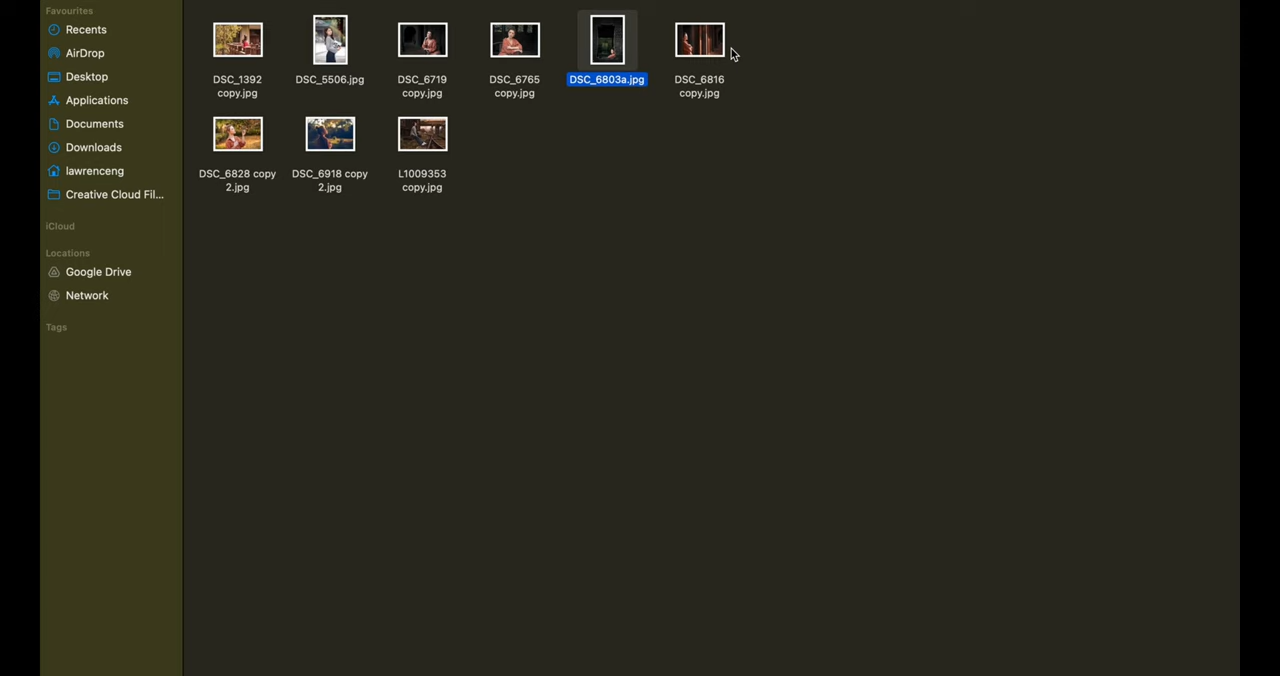 Favourites
Recents
AirDrop
Desktop
Applications
Documents
Downloads
lawrenceng
Creative Cloud Fil...
iCloud
Locations
Google Drive
Network
Tags
DSC_1392
copy.jpg
DSC_5506.jpg
DSC_6719
copy.jpg
DSC_6765
copy.jpg
DSC_6803a.jpg
DSC_6816
copy.jpg
DSC_6828 copy
2.jpg
DSC_6918 copy
2.jpg
L1009353
copy.jpg